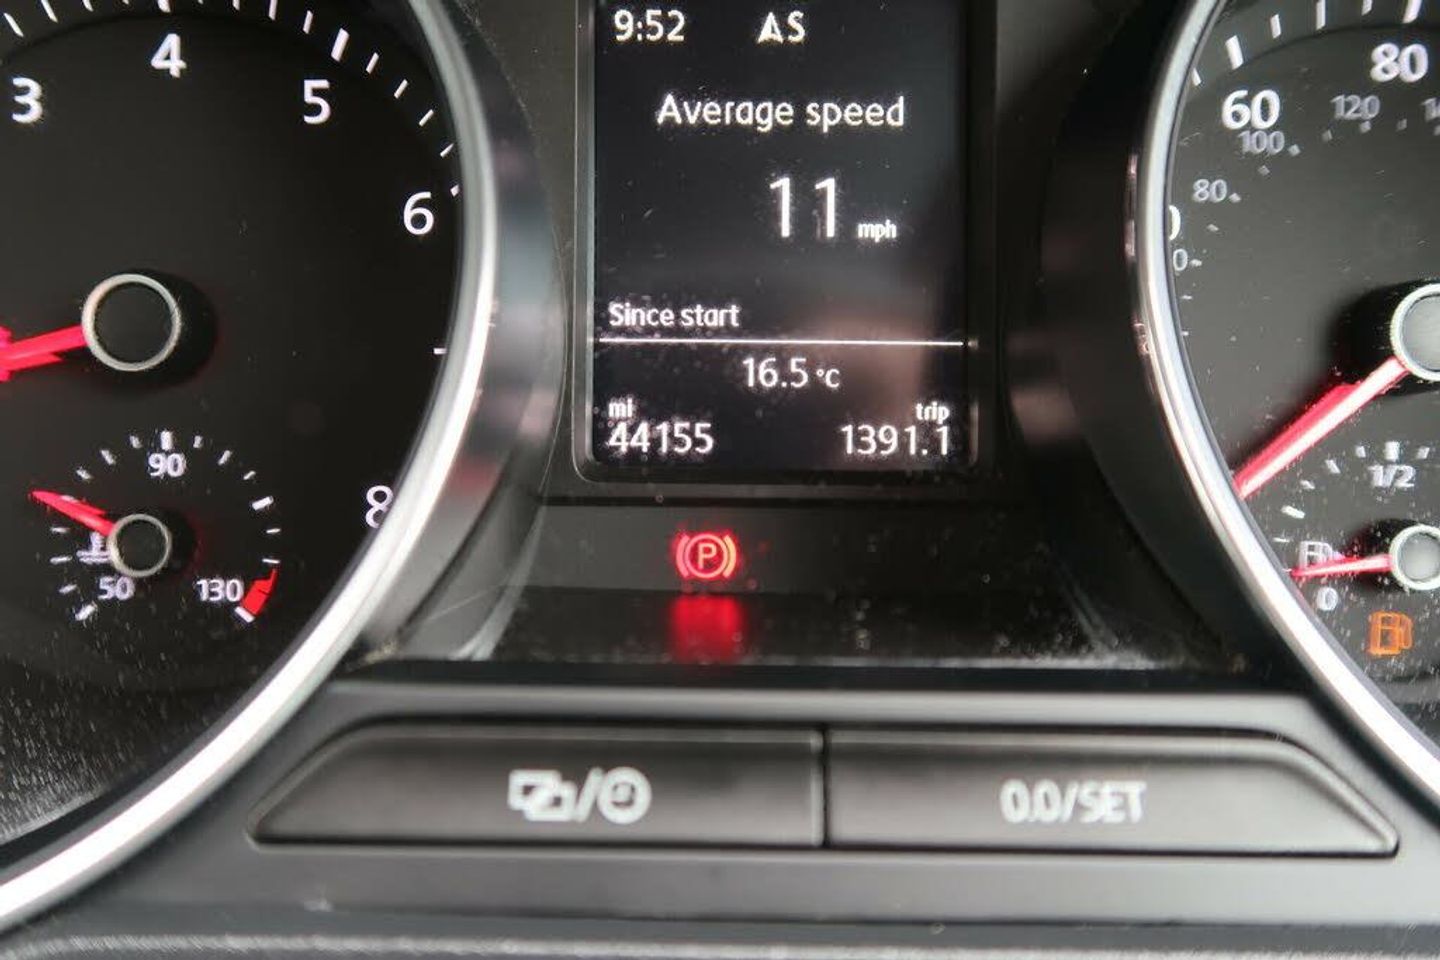 9:52 AS
Average speed
11 mph
Since start
16.5 °C
mi trip
44155 1391.1
3 4 5 6 8
50 90 130
P
60 80
80 100 120
1/2
0
0.0/SET